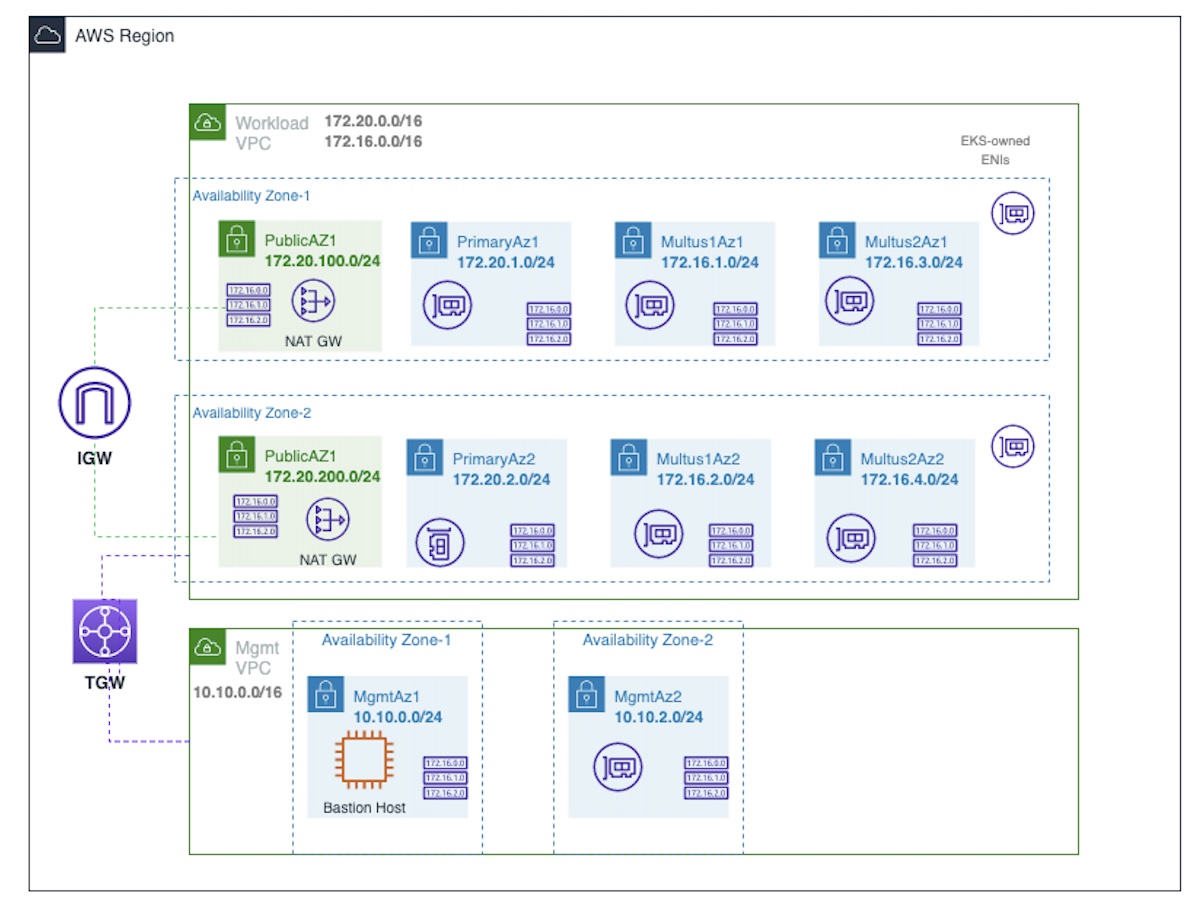 AWS Region
Workload
VPC
172.20.0.0/16
172.16.0.0/16
EKS-owned
ENIs
Availability Zone-1
PublicAZ1
172.20.100.0/24
172.16.0.0
172.16.1.0
172.16.2.0
NAT GW
PrimaryAz1
172.20.1.0/24
172.16.0.0
172.16.1.0
172.16.2.0
Multus1Az1
172.16.1.0/24
172.16.0.0
172.16.1.0
172.16.2.0
Multus2Az1
172.16.3.0/24
172.16.0.0
172.16.1.0
172.16.2.0
IGW
Availability Zone-2
PublicAZ1
172.20.200.0/24
172.16.0.0
172.16.1.0
172.16.2.0
NAT GW
PrimaryAz2
172.20.2.0/24
172.16.0.0
172.16.1.0
172.16.2.0
Multus1Az2
172.16.2.0/24
172.16.0.0
172.16.1.0
172.16.2.0
Multus2Az2
172.16.4.0/24
172.16.0.0
172.16.1.0
172.16.2.0
TGW
Mgmt
VPC
10.10.0.0/16
Availability Zone-1
MgmtAz1
10.10.0.0/24
172.16.0.0
172.16.1.0
172.16.2.0
Bastion Host
Availability Zone-2
MgmtAz2
10.10.2.0/24
172.16.0.0
172.16.1.0
172.16.2.0